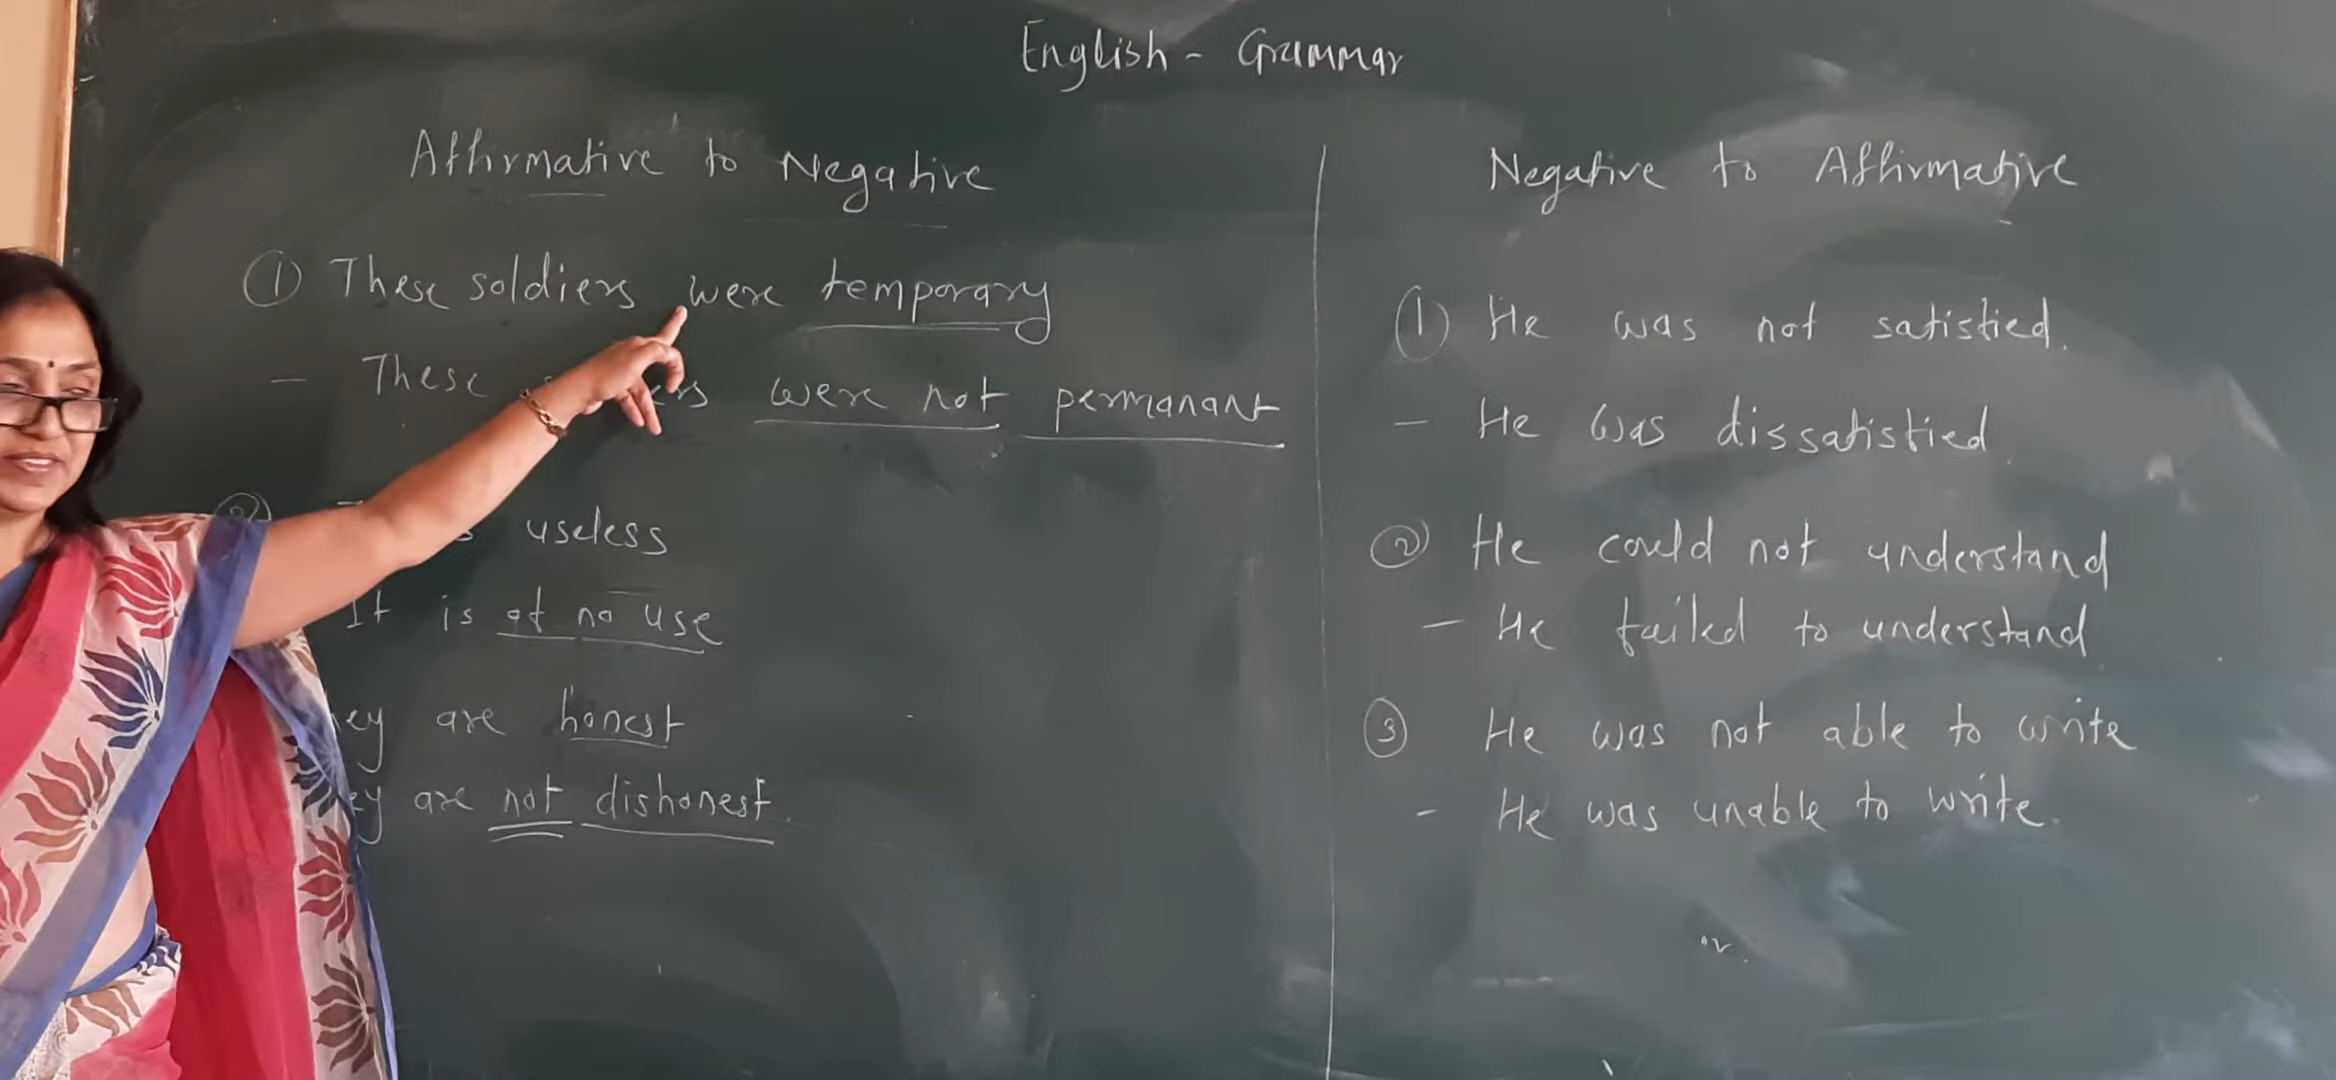 English - Grammar
Affirmative to Negative
① These soldiers were temporary
- These were not permanant
② useless
It is of no use
are honest
are not dishonest.
Negative to Affirmative
① He was not satisfied.
- He was dissatisfied.
② He could not understand
- He failed to understand
③ He was not able to write
- He was unable to write.